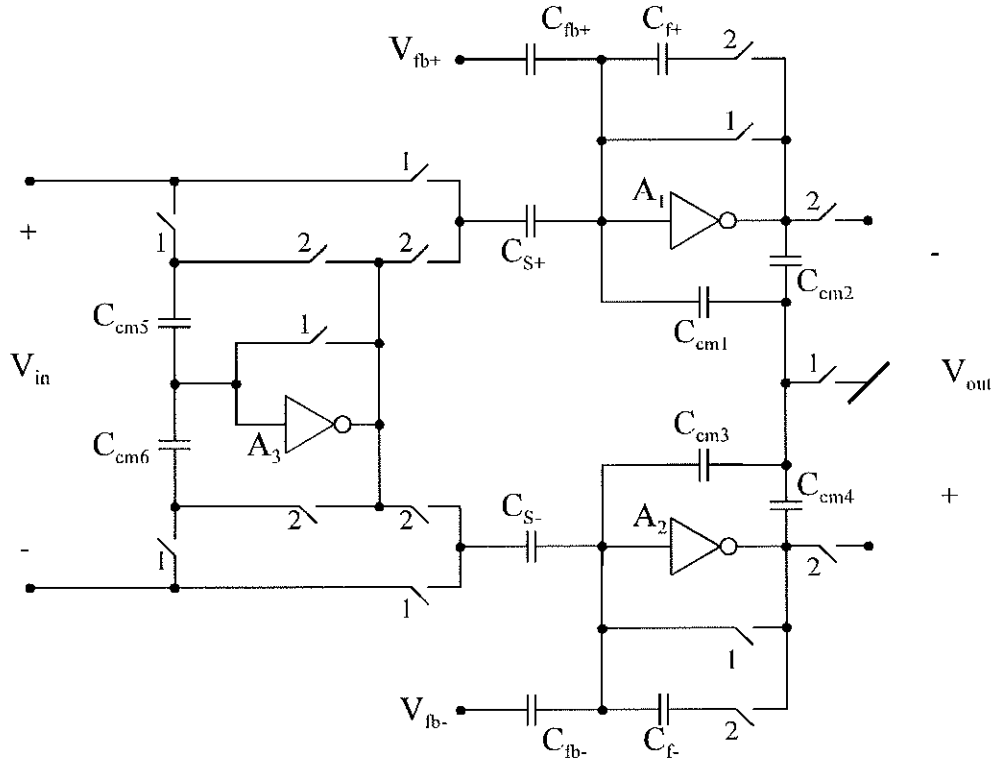 C_fb+ C_f+ 2
V_fb+
1 1
A_1 2
+ 1 2 2 C_S+ -
C_cm2
C_cm5 1 C_cm1
V_in 1 V_out
C_cm6 A_3 C_cm3
C_S- C_cm4
2 2 A_2 +
- 1 2
1 1
V_fb- 2
C_fb- C_f-